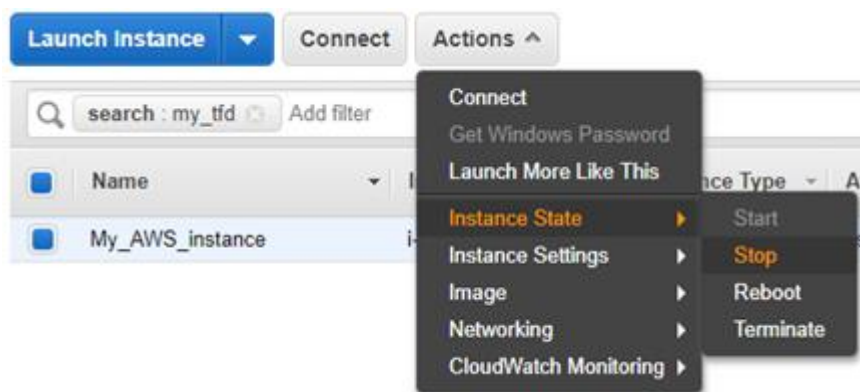 Launch Instance Connect Actions
search : my_tfd Add filter
Name nce Type A
My_AWS_instance i-
Connect
Get Windows Password
Launch More Like This
Instance State
Instance Settings
Image
Networking
CloudWatch Monitoring
Start
Stop
Reboot
Terminate